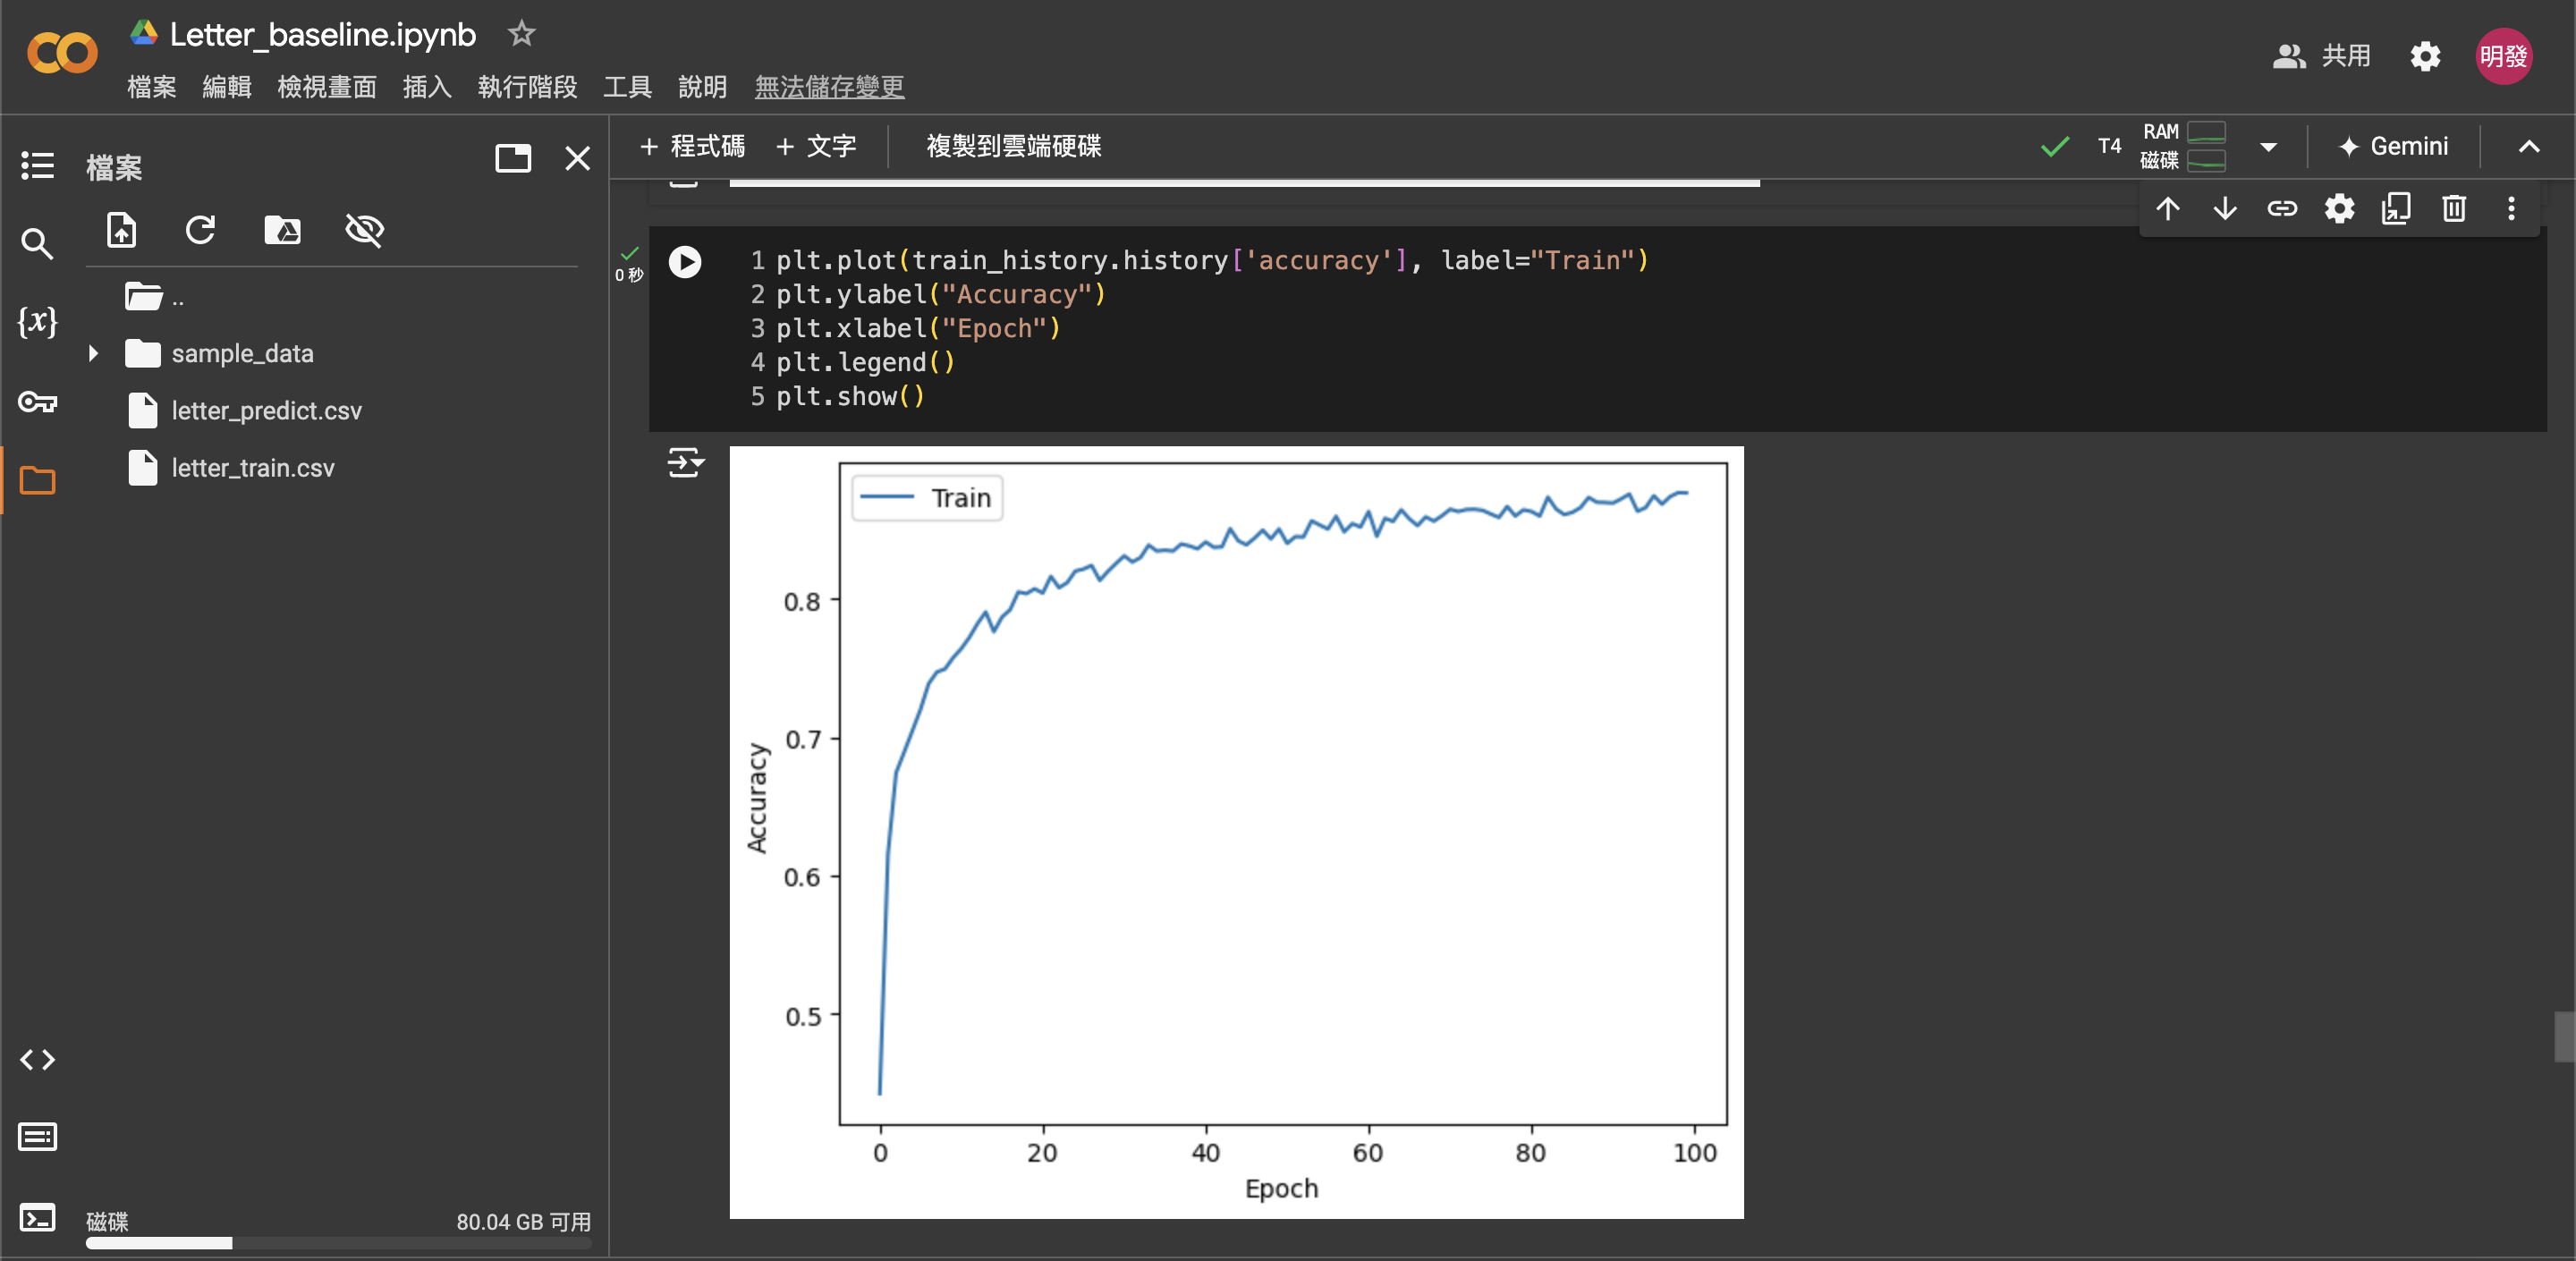 Letter_baseline.ipynb
檔案 編輯 檢視畫面 插入 執行階段 工具 說明 無法儲存變更
共用
明發
檔案
+ 程式碼 + 文字 複製到雲端硬碟
T4
RAM
磁碟
Gemini
{x}
..
sample_data
letter_predict.csv
letter_train.csv
磁碟 80.04 GB 可用
0 秒
1 plt.plot(train_history.history['accuracy'], label="Train")
2 plt.ylabel("Accuracy")
3 plt.xlabel("Epoch")
4 plt.legend()
5 plt.show()
Train
0.8
0.7
0.6
0.5
Accuracy
0 20 40 60 80 100
Epoch